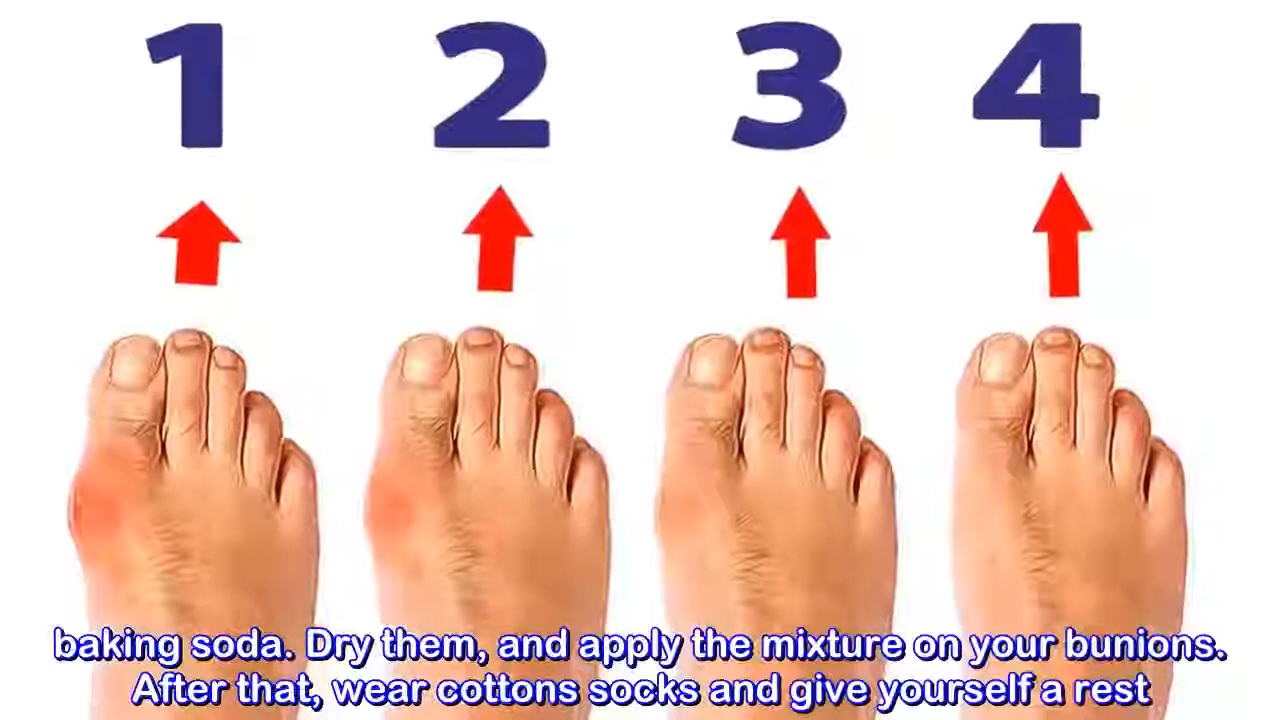 1 2 3 4
baking soda. Dry them, and apply the mixture on your bunions.
After that, wear cottons socks and give yourself a rest